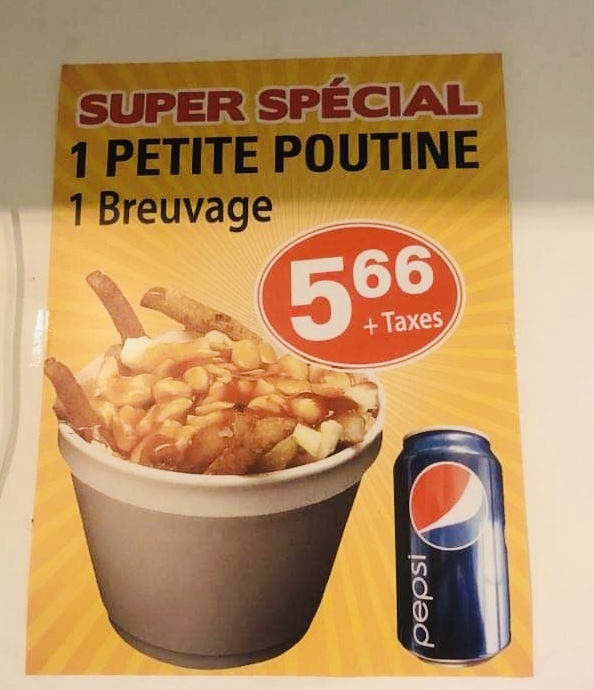 SUPER SPÉCIAL
1 PETITE POUTINE
1 Breuvage
5⁶⁶
+ Taxes
pepsi